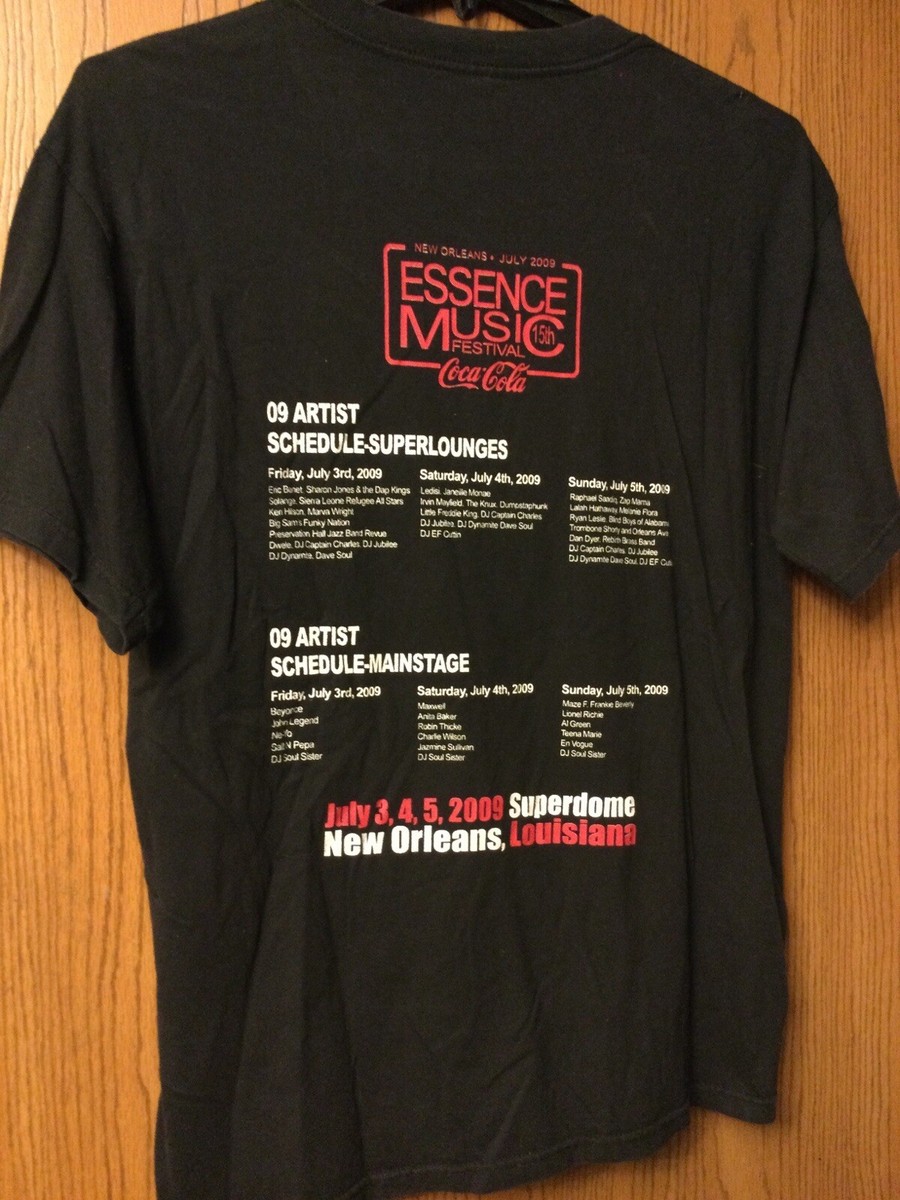 NEW ORLEANS • JULY 2009
ESSENCE
MUSIC
15th
FESTIVAL
Coca-Cola
09 ARTIST
SCHEDULE-SUPERLOUNGES
Friday, July 3rd, 2009
Eric Benet, Sharon Jones & the Dap Kings
Solange, Sierra Leone Refugee All Stars
Keri Hilson, Marva Wright
Big Sam's Funky Nation
Preservation Hall Jazz Band Revue
Dwele, DJ Captain Charles, DJ Jubilee
DJ Dynamite, Dave Soul
Saturday, July 4th, 2009
Ledisi, Janelle Monae
Irvin Mayfield, The Knux, Dumpstaphunk
Little Freddie King, DJ Captain Charles
DJ Jubilee, DJ Dynamite Dave Soul
DJ EF Cuttin
Sunday, July 5th, 2009
Raphael Saadiq, Zap Mama
Lalah Hathaway, Melanie Fiora
Ryan Leslie, Blind Boys of Alabama
Trombone Shorty and Orleans Ave
Dan Dyer, Rebirth Brass Band
DJ Captain Charles, DJ Jubilee
DJ Dynamite Dave Soul, DJ EF Cutt
09 ARTIST
SCHEDULE-MAINSTAGE
Friday, July 3rd, 2009
Beyonce
John Legend
Ne-Yo
Salt N Pepa
DJ Soul Sister
Saturday, July 4th, 2009
Maxwell
Anita Baker
Robin Thicke
Charlie Wilson
Jazmine Sullivan
DJ Soul Sister
Sunday, July 5th, 2009
Maze F. Frankie Beverly
Lionel Richie
Al Green
Teena Marie
En Vogue
DJ Soul Sister
July 3, 4, 5, 2009 Superdome
New Orleans, Louisiana